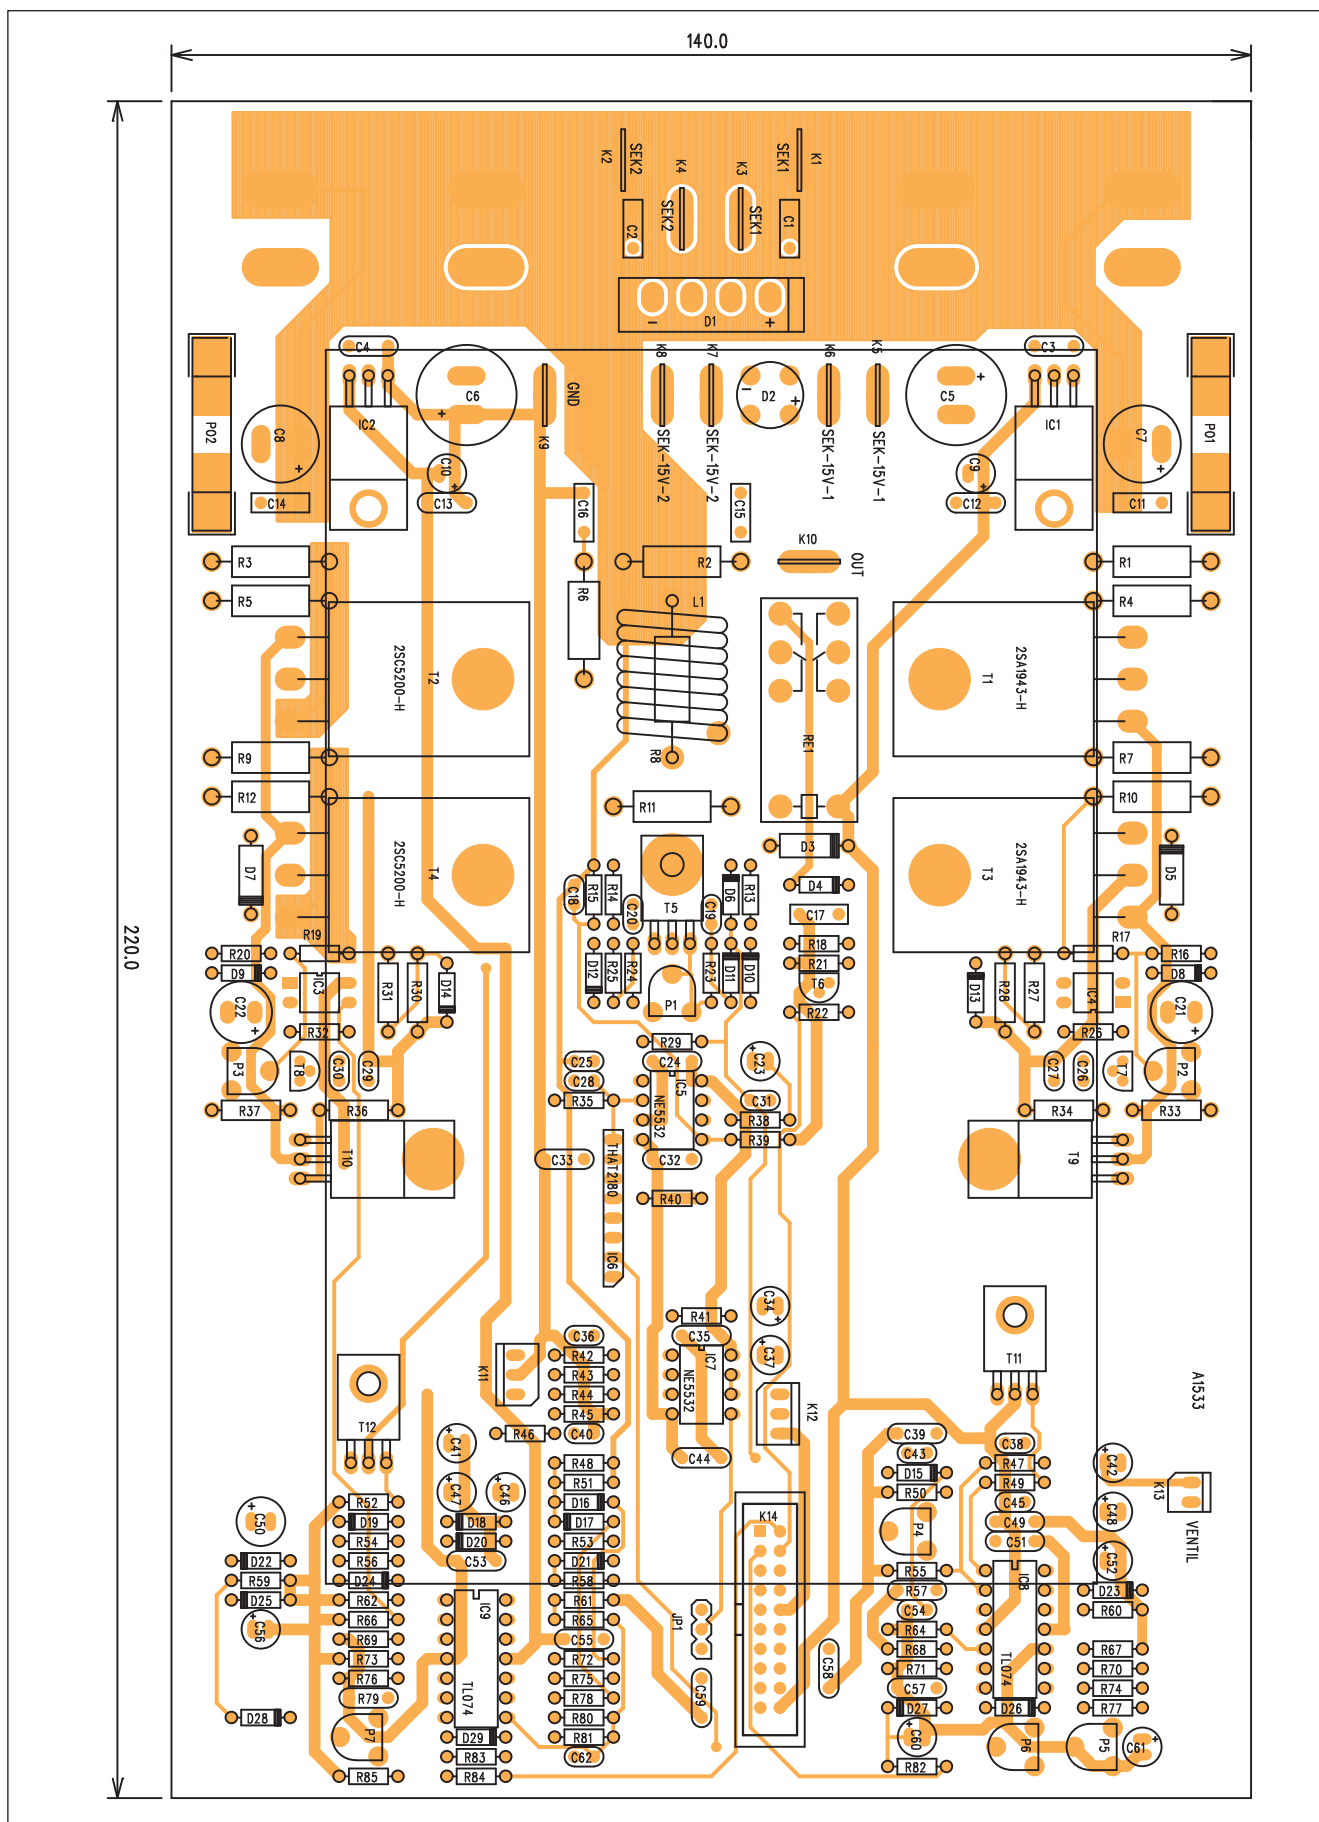 140.0
220.0
K2
SEK2
K4
SEK2
K3
SEK1
SEK1
K1
C2
C1
-
D1
+
C4
C3
K8
K7
K6
K5
GND
K9
C6
+
-
D2
+
C5
+
IC2
IC1
PO2
C8
+
C10
+
C13
C14
SEK-15V-2
SEK-15V-2
SEK-15V-1
SEK-15V-1
C9
+
C12
C7
+
C11
PO1
C16
C15
K10
OUT
R3
R2
R1
R5
R6
L1
R4
2SC5200-H
T2
T1
2SA1943-H
R8
RE1
R9
R7
R12
R11
R10
D3
D7
2SC5200-H
T4
C18
R15
R14
C20
T5
C19
D6
R13
D4
C17
T3
2SA1943-H
D5
R19
R18
R17
R20
D9
R21
R16
D8
IC3
R31
R30
D14
D12
R25
R24
P1
R23
D11
D10
T6
D13
R28
R27
IC4
C22
+
C21
+
R32
R22
R26
R29
P3
T8
C30
C29
C25
C24
C23
+
C27
C26
T7
P2
C28
IC5
NE5532
R35
C31
R37
R36
R38
R34
R33
R39
T10
C33
THAT2180
C32
T9
R40
IC6
C34
+
R41
C36
C35
T11
K11
R42
IC7
NE5532
C37
+
R43
R44
K12
A1533
T12
R45
R46
C40
C39
C38
C41
+
C44
C43
C42
+
R48
D15
R47
K13
R51
R50
R49
C47
+
C46
+
R52
D16
K14
C45
C48
+
VENTIL
C50
+
D19
D18
D17
P4
C49
R54
D20
R53
C51
D22
R56
C53
D21
R55
IC8
C52
+
R59
D24
R58
R57
D23
D25
R62
IC9
R61
C54
R60
C56
+
R66
R65
JP1
R64
R69
C55
R68
R67
R73
R72
C58
R71
R70
R76
R75
C59
C57
TL074
R74
R79
TL074
R78
D27
D26
R77
D28
P7
R80
D29
R81
C60
+
P6
P5
C61
+
R83
C62
R85
R84
R82